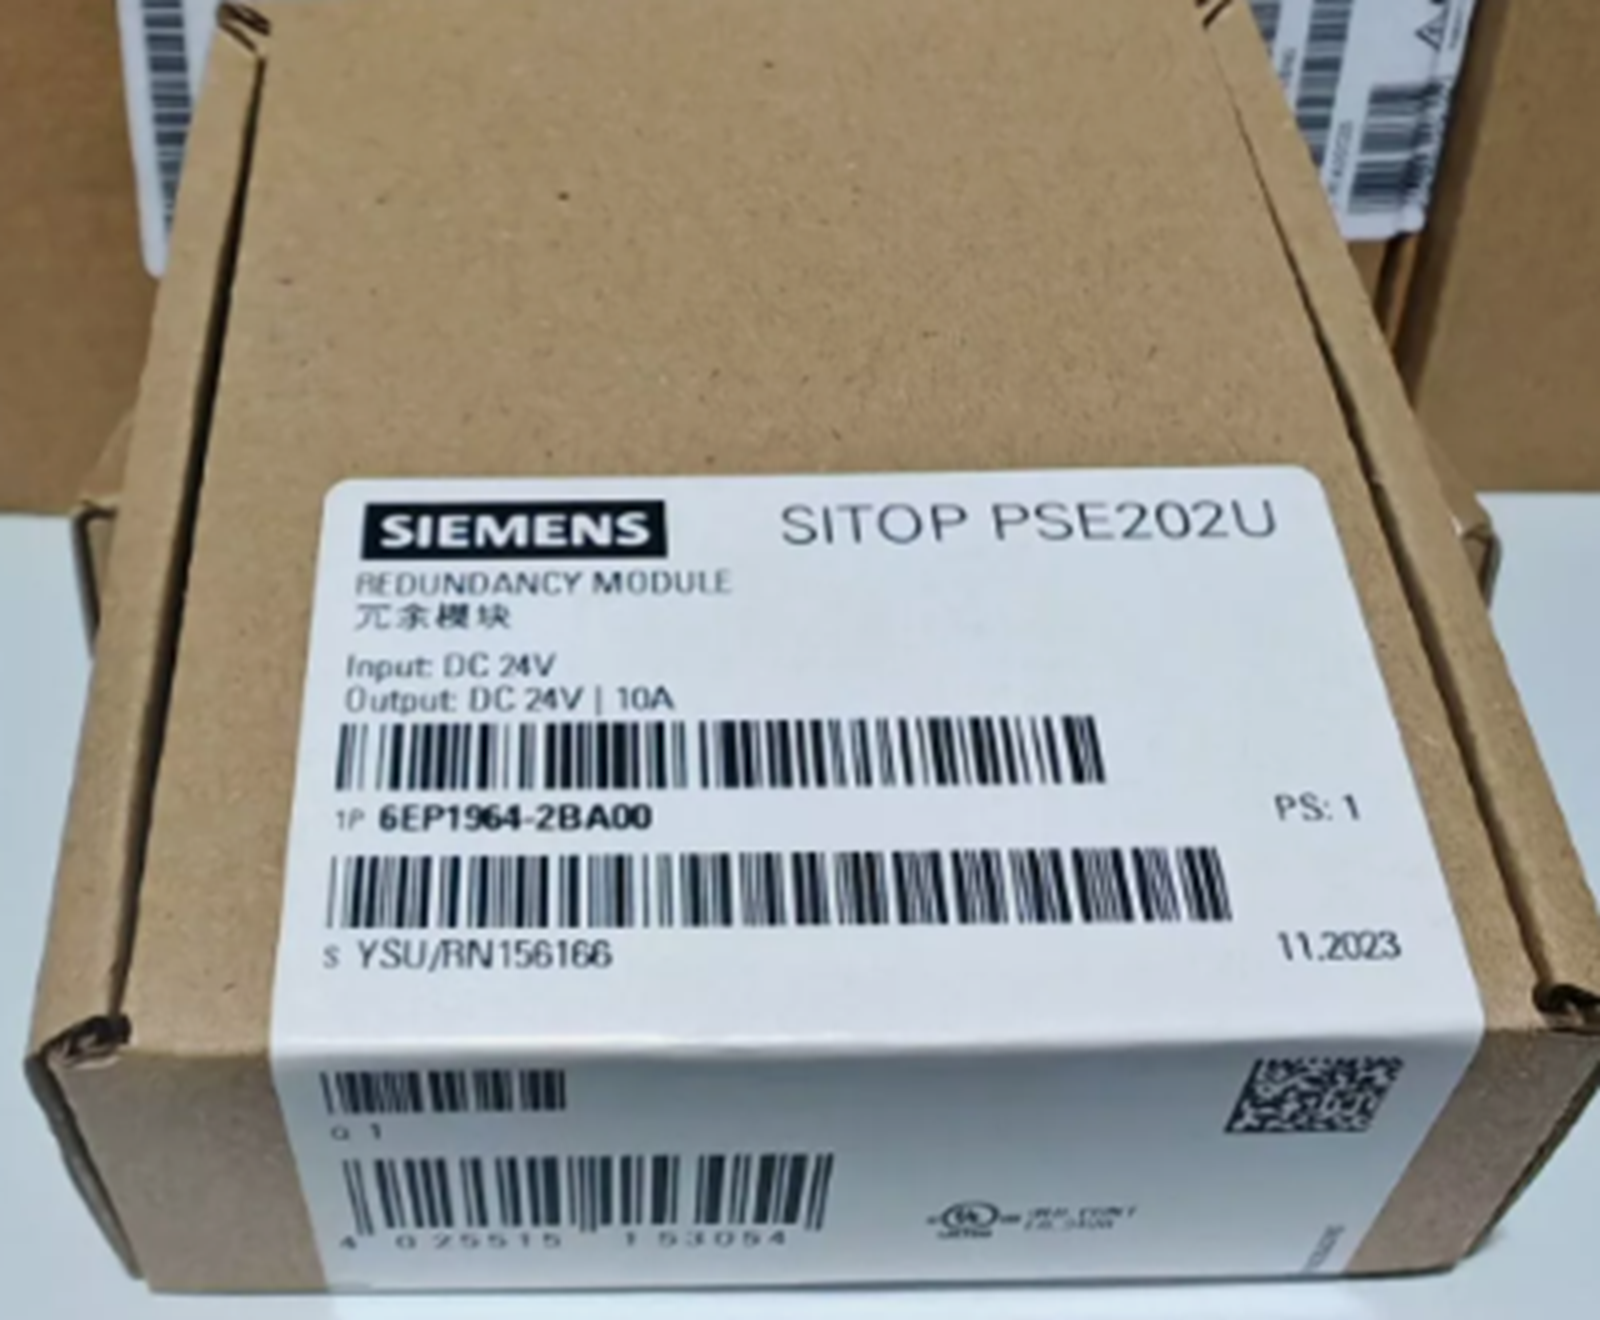 SIEMENS
SITOP PSE202U
REDUNDANCY MODULE
冗余模块
Input: DC 24V
Output: DC 24V | 10A
1P 6EP1964-2BA00
PS: 1
S YSU/RN156166
11.2023
Q 1
4 025515 153054